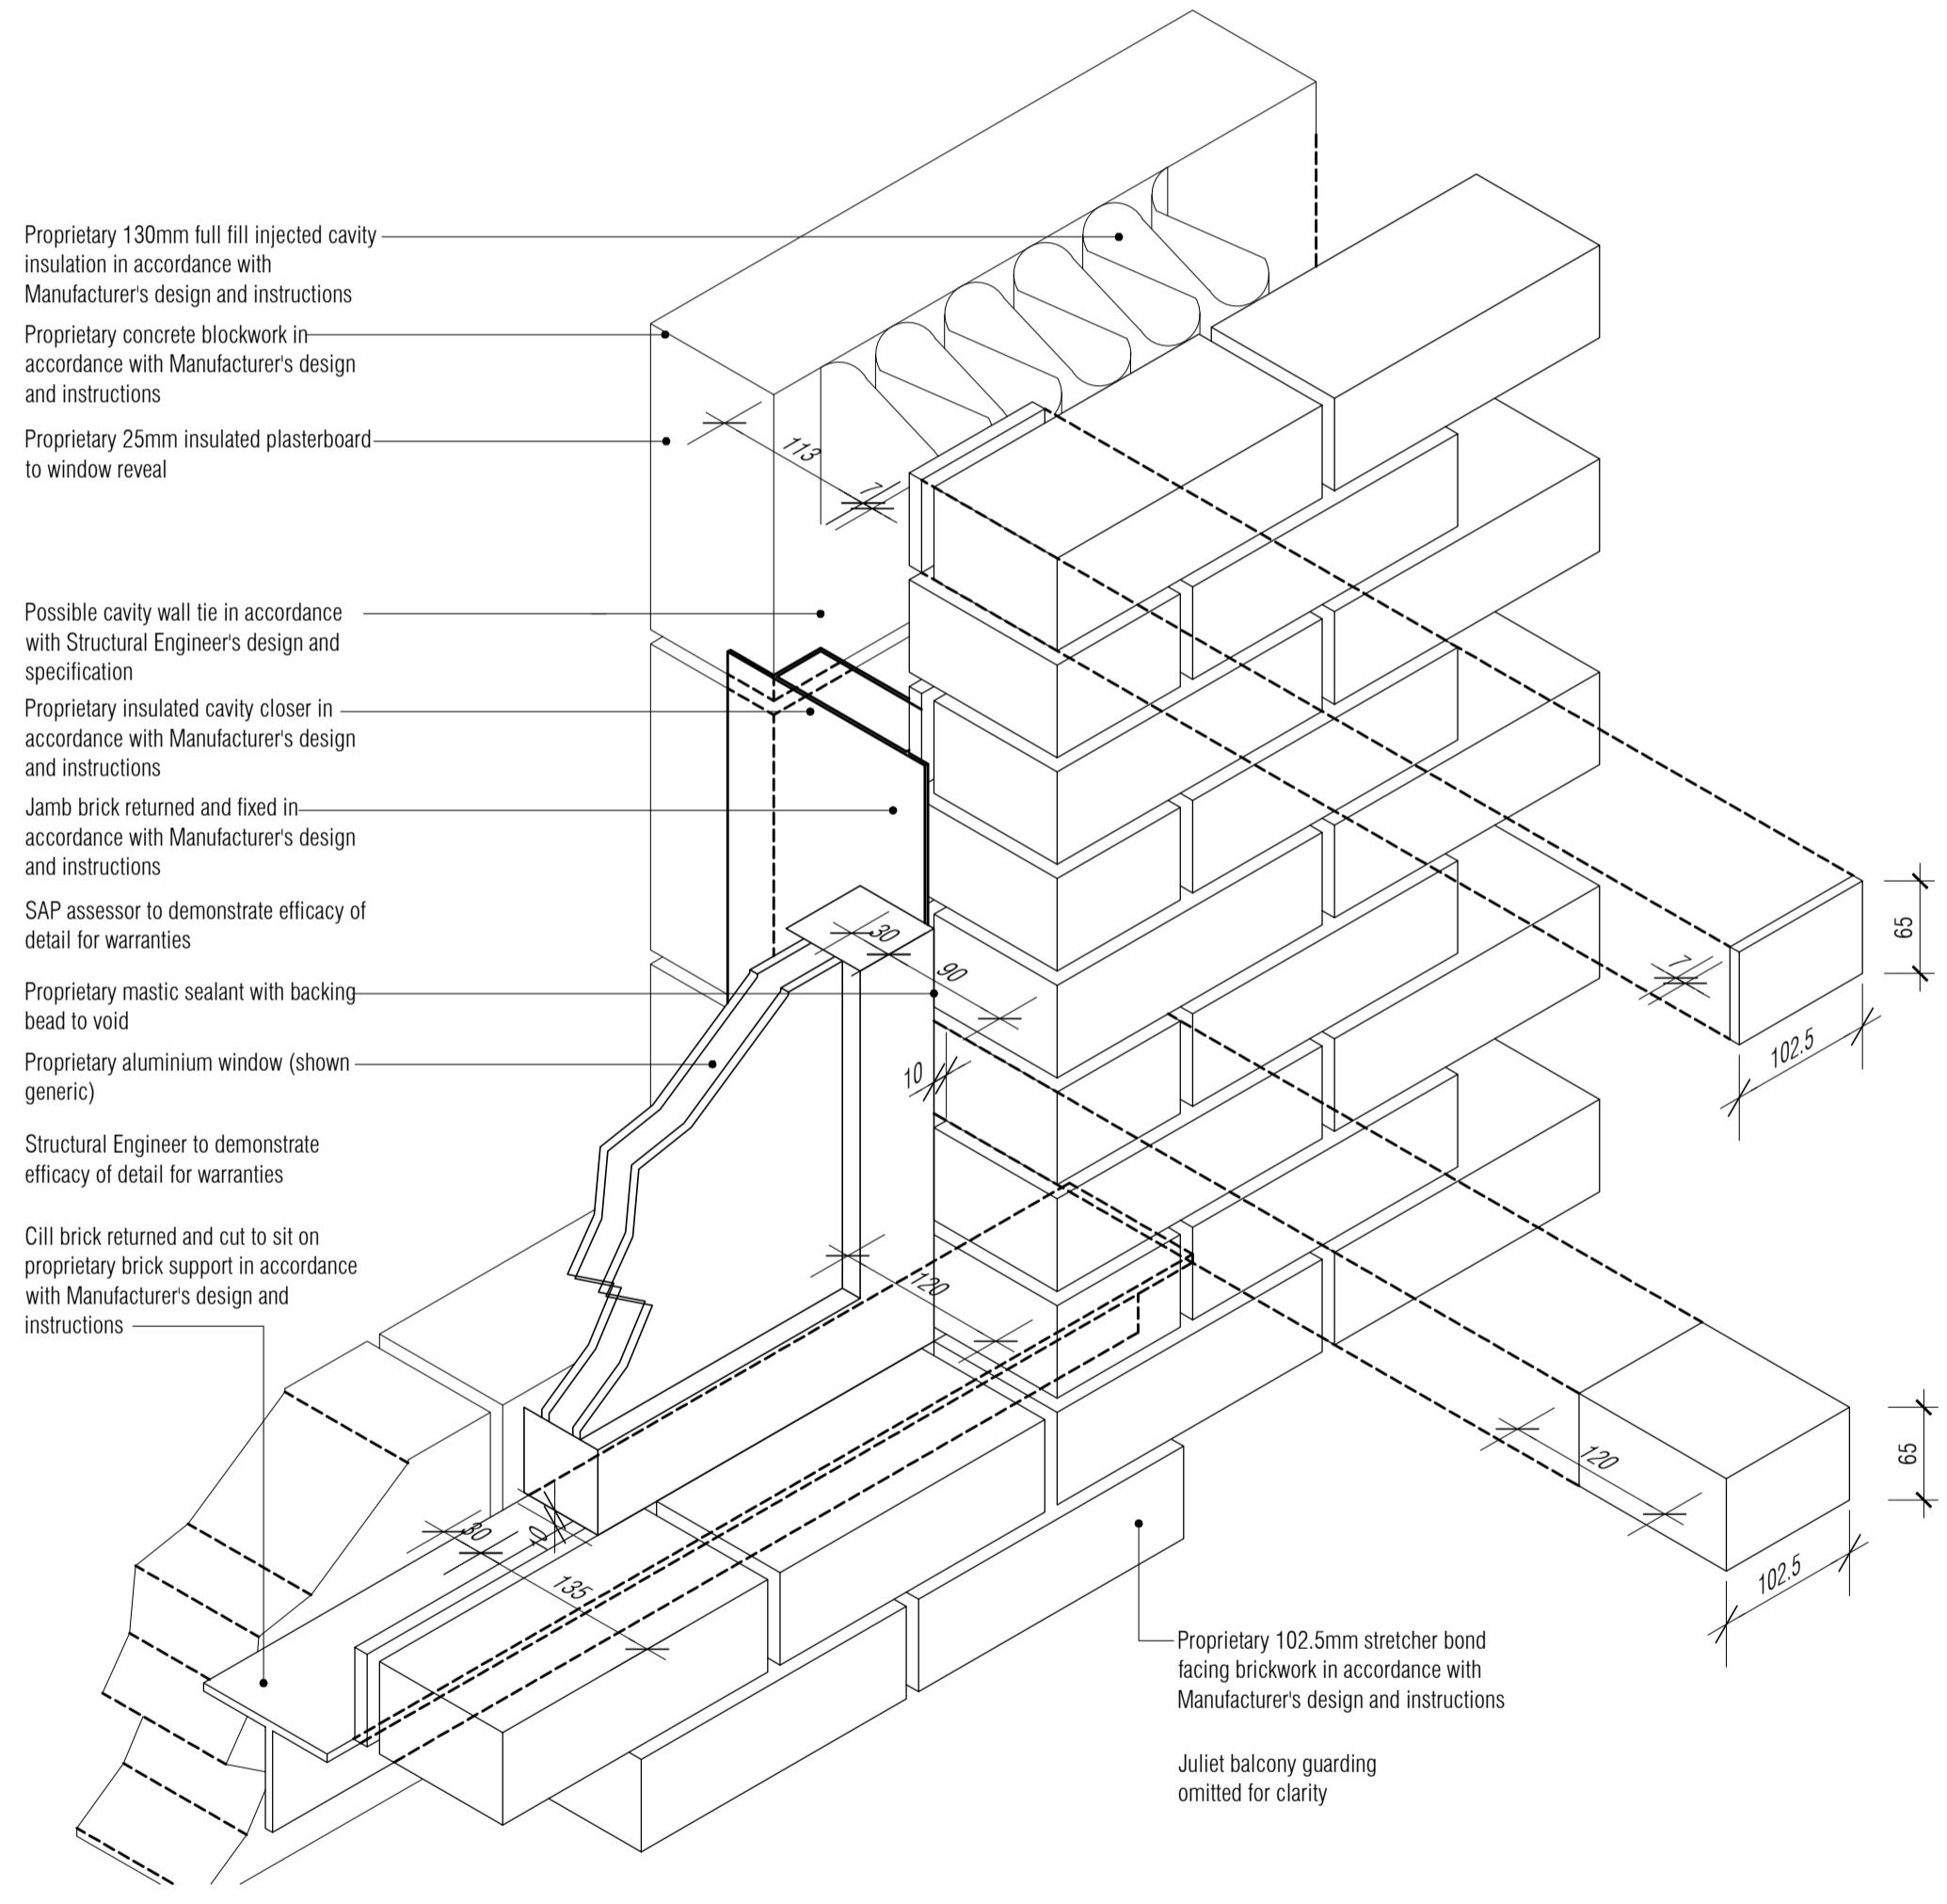 Proprietary 130mm full fill injected cavity
insulation in accordance with
Manufacturer's design and instructions
Proprietary concrete blockwork in
accordance with Manufacturer's design
and instructions
Proprietary 25mm insulated plasterboard
to window reveal
113
7
Possible cavity wall tie in accordance
with Structural Engineer's design and
specification
Proprietary insulated cavity closer in
accordance with Manufacturer's design
and instructions
Jamb brick returned and fixed in
accordance with Manufacturer's design
and instructions
SAP assessor to demonstrate efficacy of
detail for warranties
30
90
65
7
102.5
Proprietary mastic sealant with backing
bead to void
Proprietary aluminium window (shown
generic)
10
Structural Engineer to demonstrate
efficacy of detail for warranties
Cill brick returned and cut to sit on
proprietary brick support in accordance
with Manufacturer's design and
instructions
120
120
65
102.5
30
135
Proprietary 102.5mm stretcher bond
facing brickwork in accordance with
Manufacturer's design and instructions
Juliet balcony guarding
omitted for clarity